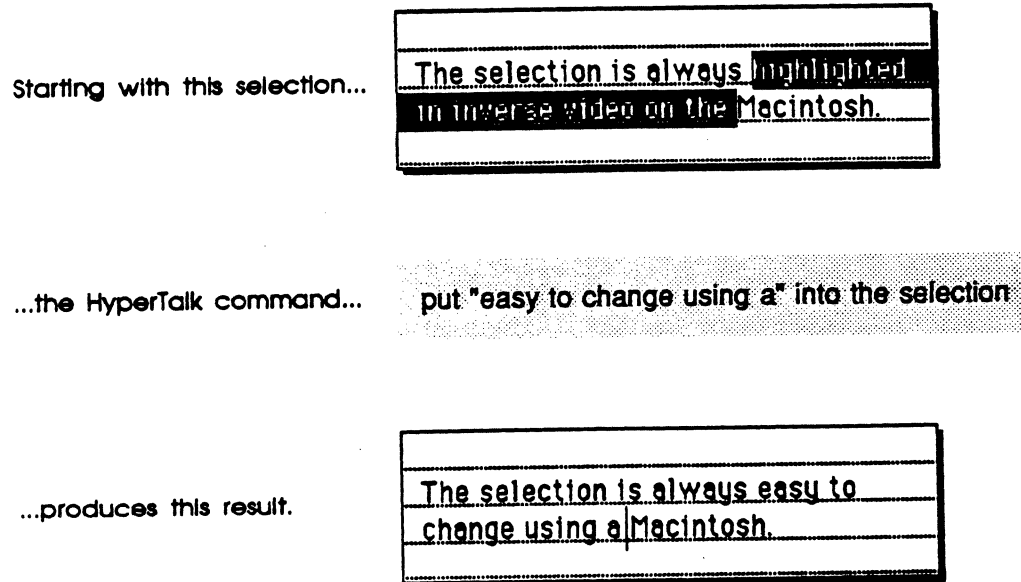 Starting with this selection...
The selection is always highlighted
in inverse video on the Macintosh.
...the HyperTalk command...
put "easy to change using a" into the selection
...produces this result.
The selection is always easy to
change using a Macintosh.